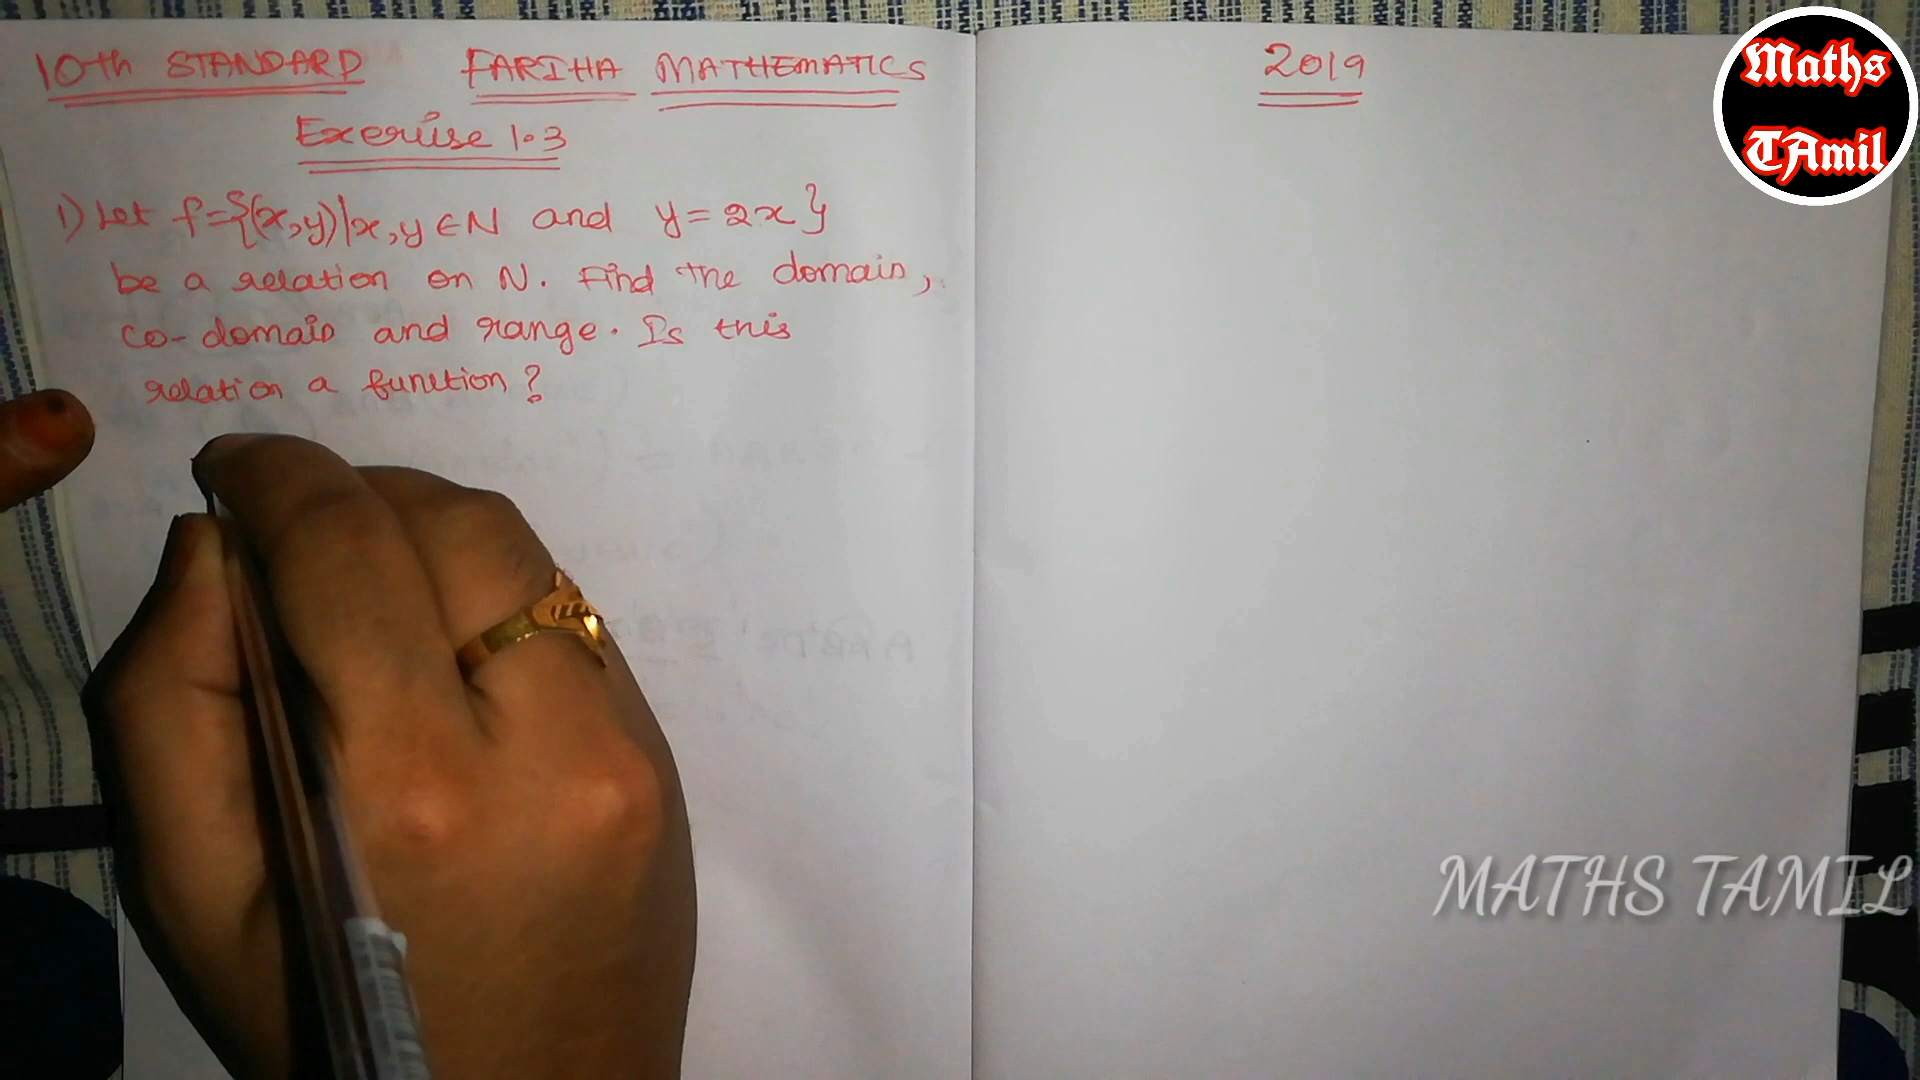 10th STANDARD FARIHA MATHEMATICS
2019
Exercise 1.3
1) Let f={(x,y)|x,y ∈ N and y=2x}
be a relation on N. Find the domain,
co-domain and range. Is this
relation a function?
Maths
TAmil
MATHS TAMIL